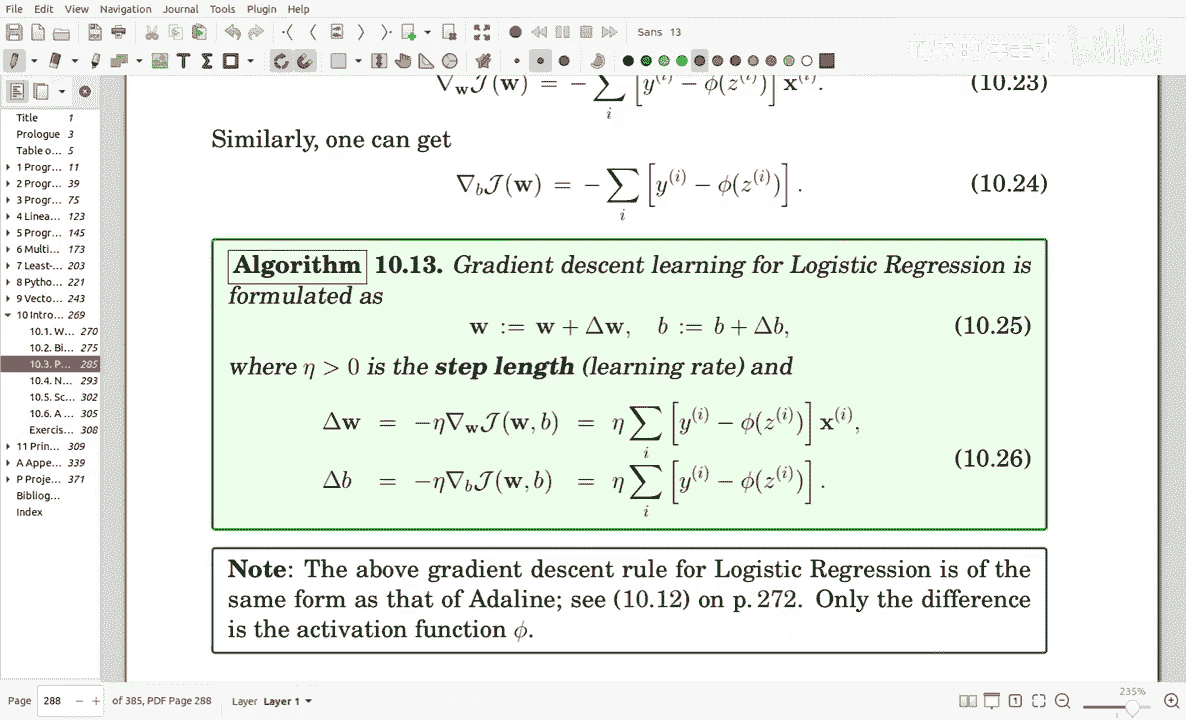 File Edit View Navigation Journal Tools Plugin Help
Sans 13
Title 1
Prologue 3
Table o... 5
1 Progr... 11
2 Progr... 39
3 Progr... 75
4 Linea... 123
5 Progr... 145
6 Multi... 173
7 Least-... 203
8 Pytho... 221
9 Vecto... 243
10 Intro... 269
10.1. W... 270
10.2. Bi... 275
10.3. P... 285
10.4. N... 293
10.5. Sc... 302
10.6. A ... 305
Exercis... 308
11 Prin... 309
A Appe... 339
P Proje... 371
Bibliog...
Index
∇_w 𝒥(w) = − ∑_i [y^(i) − ϕ(z^(i))] x^(i). (10.23)
Similarly, one can get
∇_b 𝒥(w) = − ∑_i [y^(i) − ϕ(z^(i))]. (10.24)
Algorithm 10.13. Gradient descent learning for Logistic Regression is
formulated as
w := w + Δw, b := b + Δb, (10.25)
where η > 0 is the step length (learning rate) and
Δw = −η∇_w 𝒥(w, b) = η ∑_i [y^(i) − ϕ(z^(i))] x^(i),
Δb = −η∇_b 𝒥(w, b) = η ∑_i [y^(i) − ϕ(z^(i))]. (10.26)
Note: The above gradient descent rule for Logistic Regression is of the
same form as that of Adaline; see (10.12) on p. 272. Only the difference
is the activation function ϕ.
Page 288 − + of 385, PDF Page 288 Layer Layer 1
235%